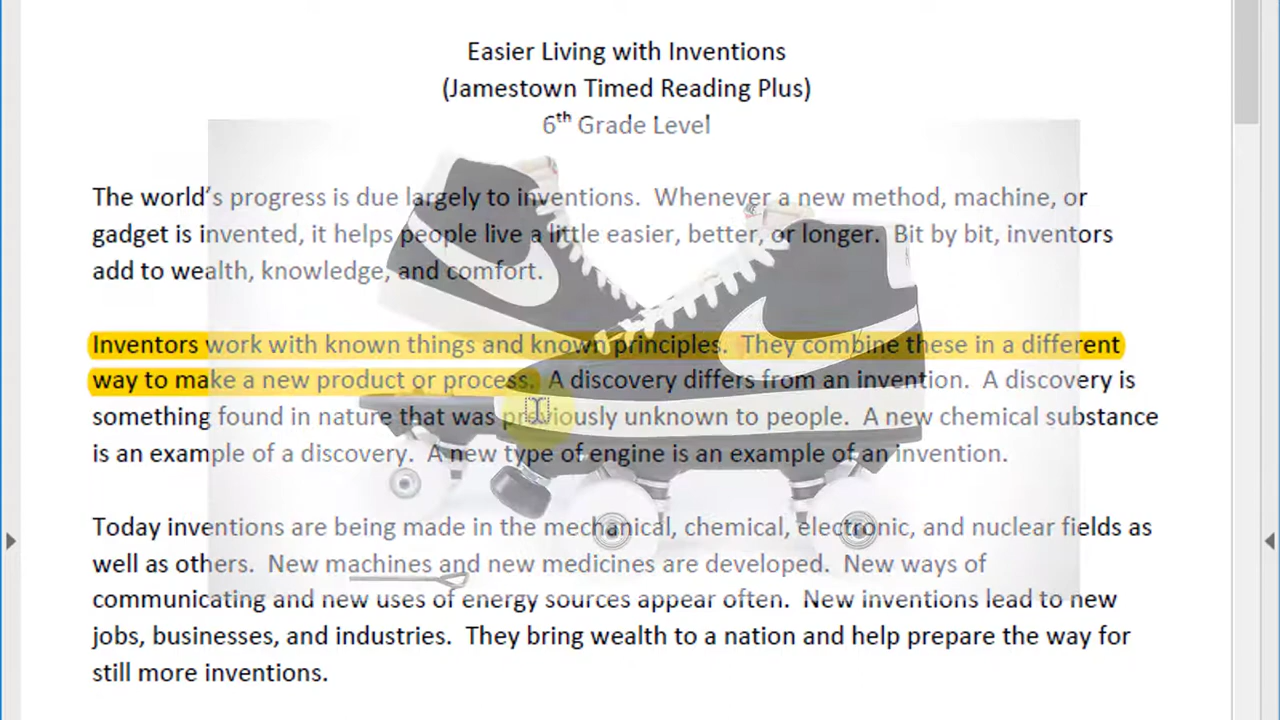 Easier Living with Inventions
(Jamestown Timed Reading Plus)
6th Grade Level
The world's progress is due largely to inventions. Whenever a new method, machine, or
gadget is invented, it helps people live a little easier, better, or longer. Bit by bit, inventors
add to wealth, knowledge, and comfort.
Inventors work with known things and known principles. They combine these in a different
way to make a new product or process. A discovery differs from an invention. A discovery is
something found in nature that was previously unknown to people. A new chemical substance
is an example of a discovery. A new type of engine is an example of an invention.
Today inventions are being made in the mechanical, chemical, electronic, and nuclear fields as
well as others. New machines and new medicines are developed. New ways of
communicating and new uses of energy sources appear often. New inventions lead to new
jobs, businesses, and industries. They bring wealth to a nation and help prepare the way for
still more inventions.